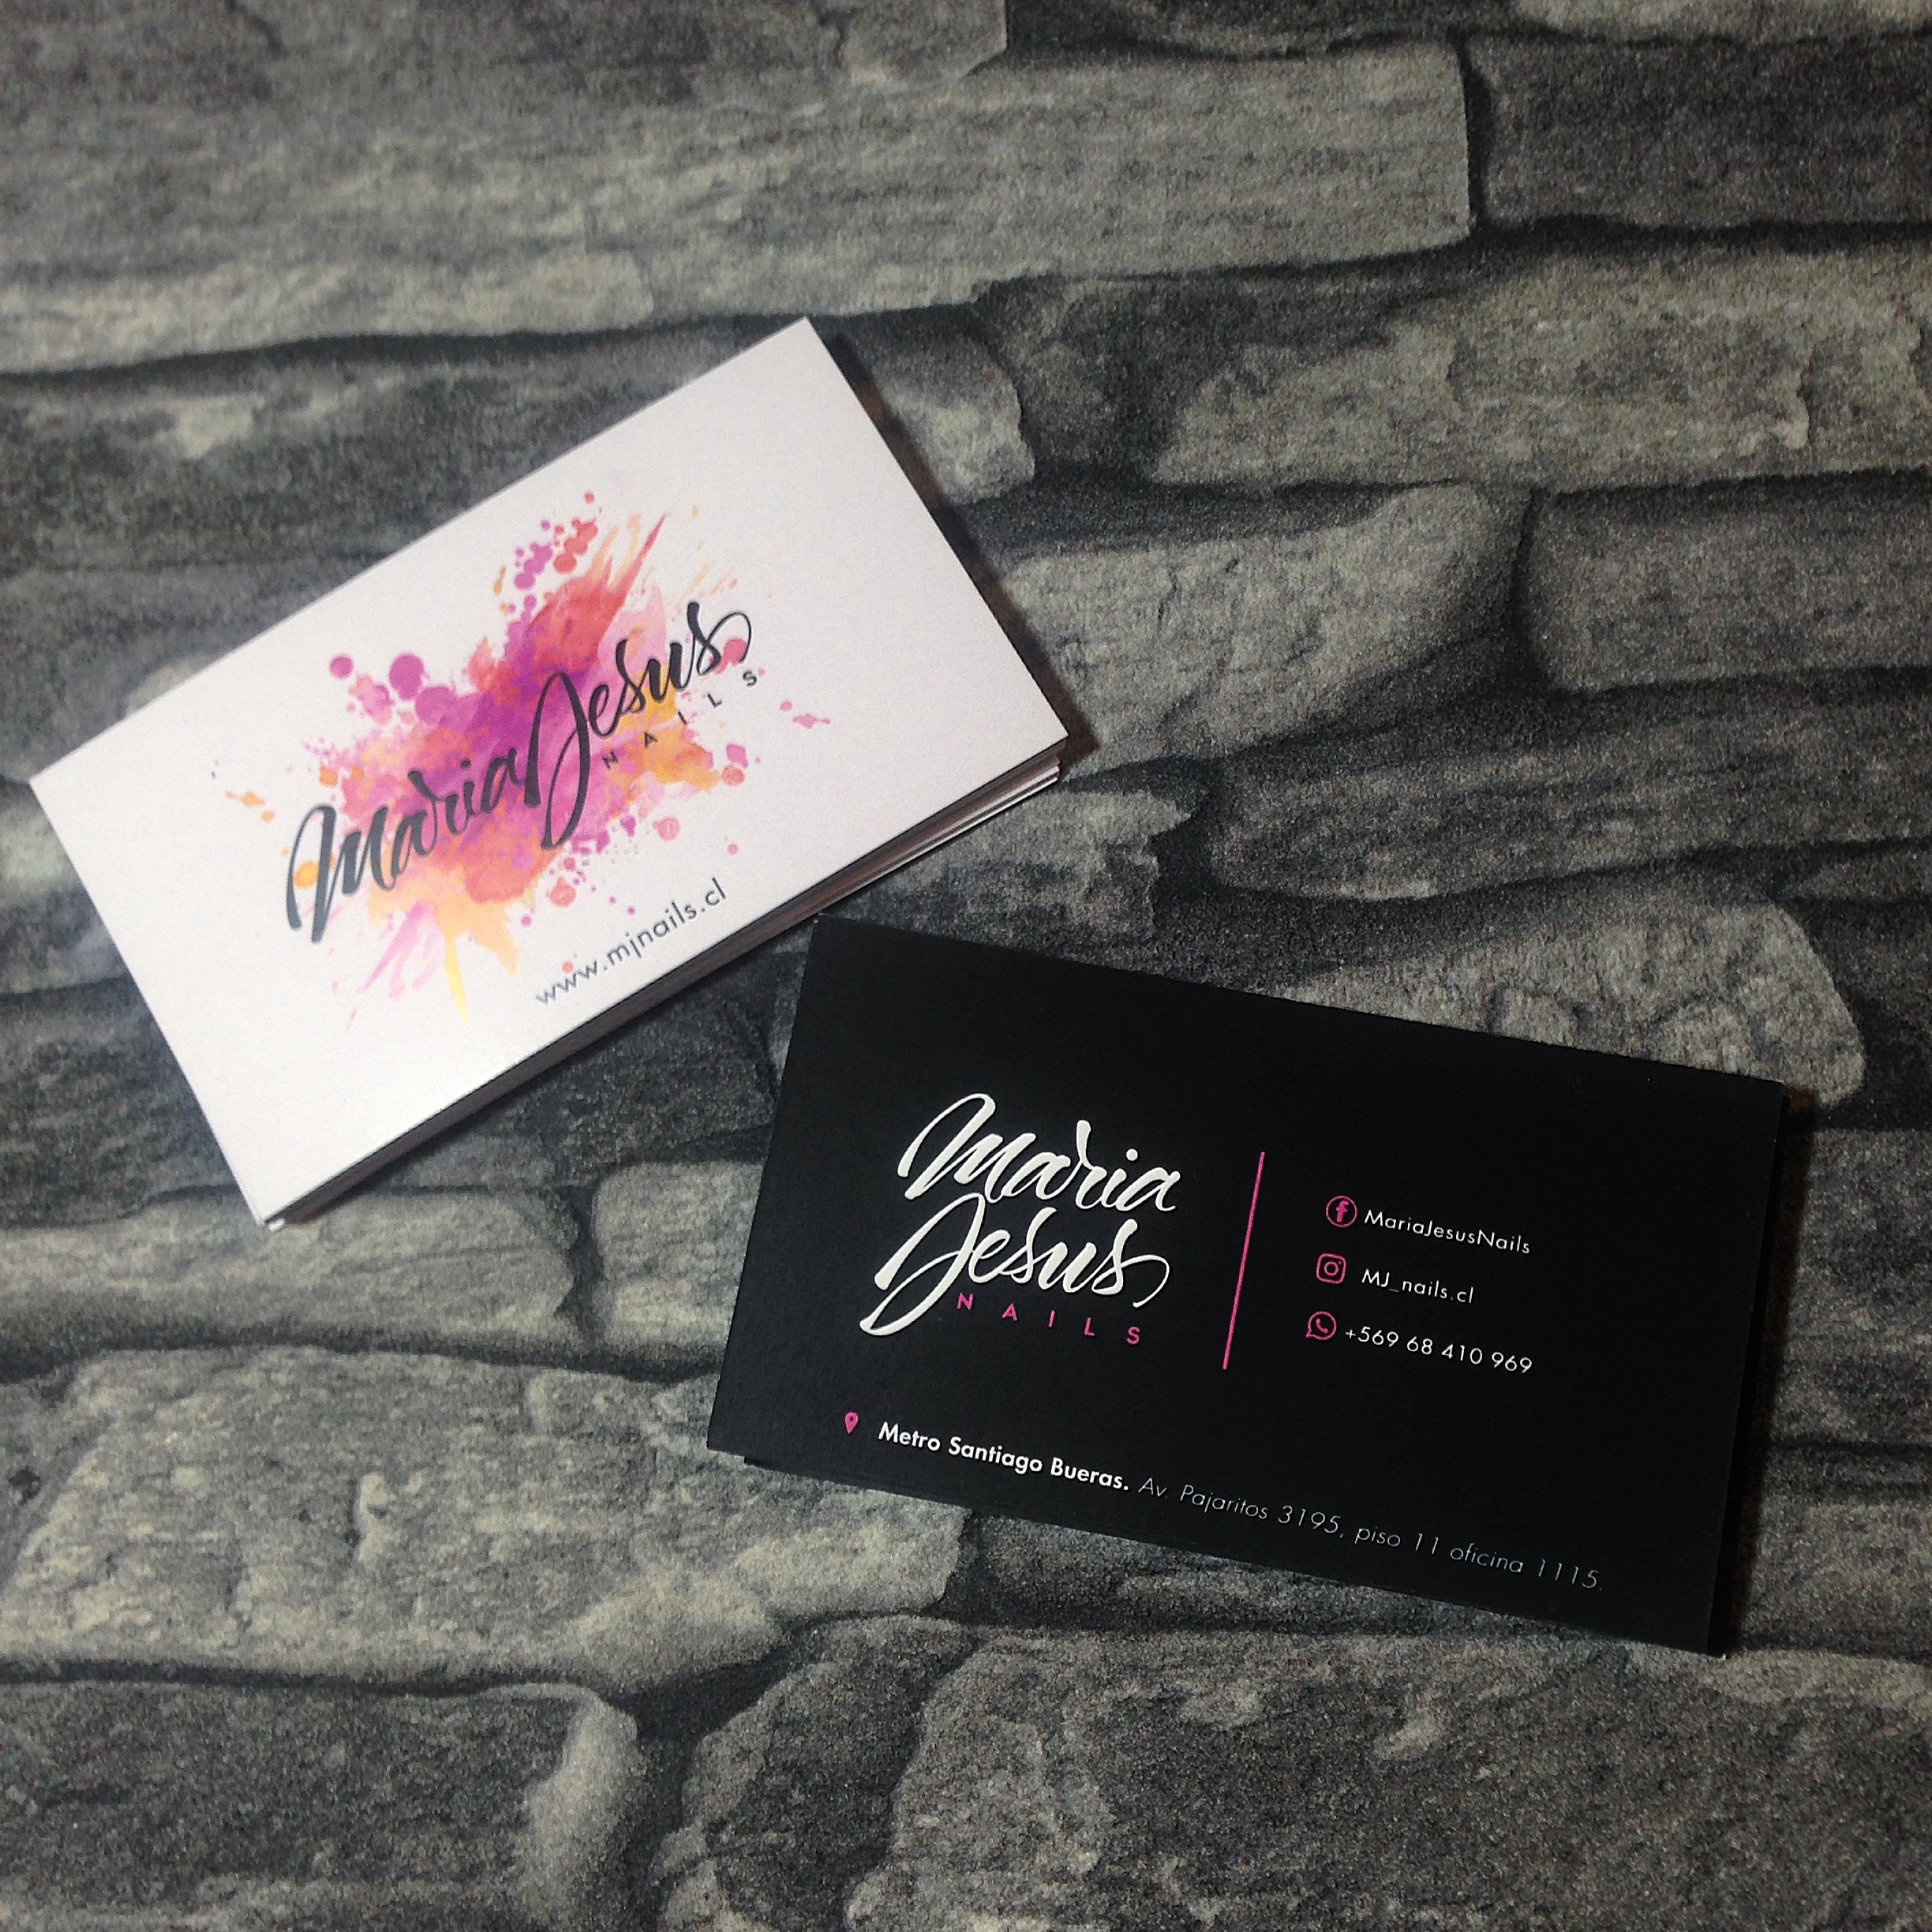 Maria Jesus
NAILS
www.mjnails.cl
Maria
Jesus
NAILS
MariaJesusNails
MJ_nails.cl
+569 68 410 969
Metro Santiago Bueras. Av. Pajaritos 3195, piso 11 oficina 1115.